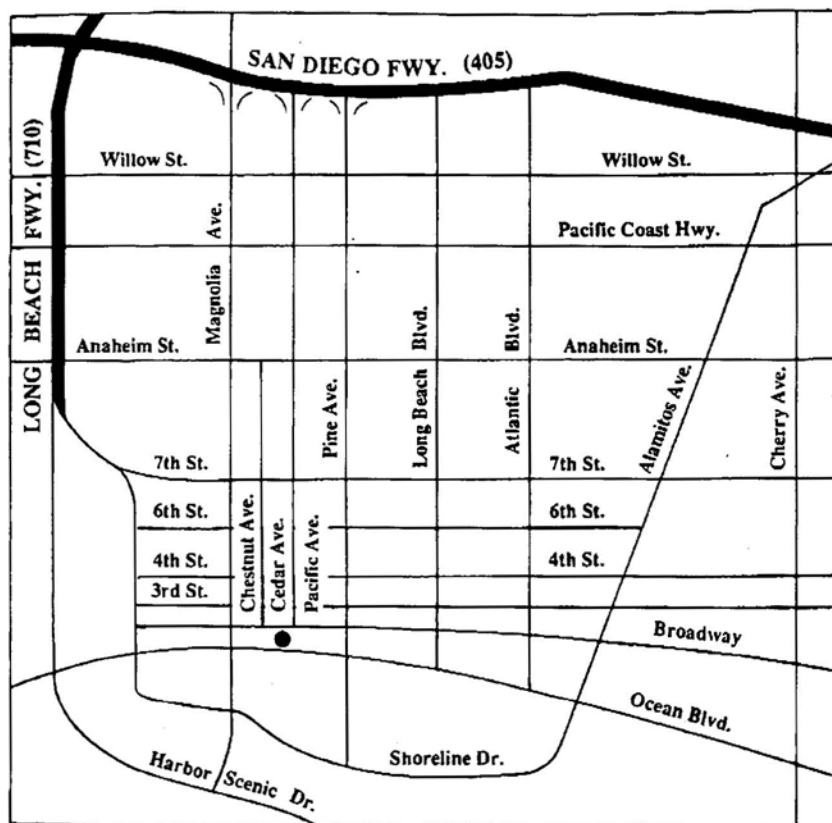 SAN DIEGO FWY. (405)
LONG BEACH FWY. (710)
Willow St.
Willow St.
Magnolia Ave.
Pacific Coast Hwy.
Anaheim St.
Anaheim St.
Pine Ave.
Long Beach Blvd.
Atlantic Blvd.
Alamitos Ave.
Cherry Ave.
7th St.
7th St.
6th St.
6th St.
Chestnut Ave.
Cedar Ave.
Pacific Ave.
4th St.
4th St.
3rd St.
Broadway
Ocean Blvd.
Shoreline Dr.
Harbor Scenic Dr.